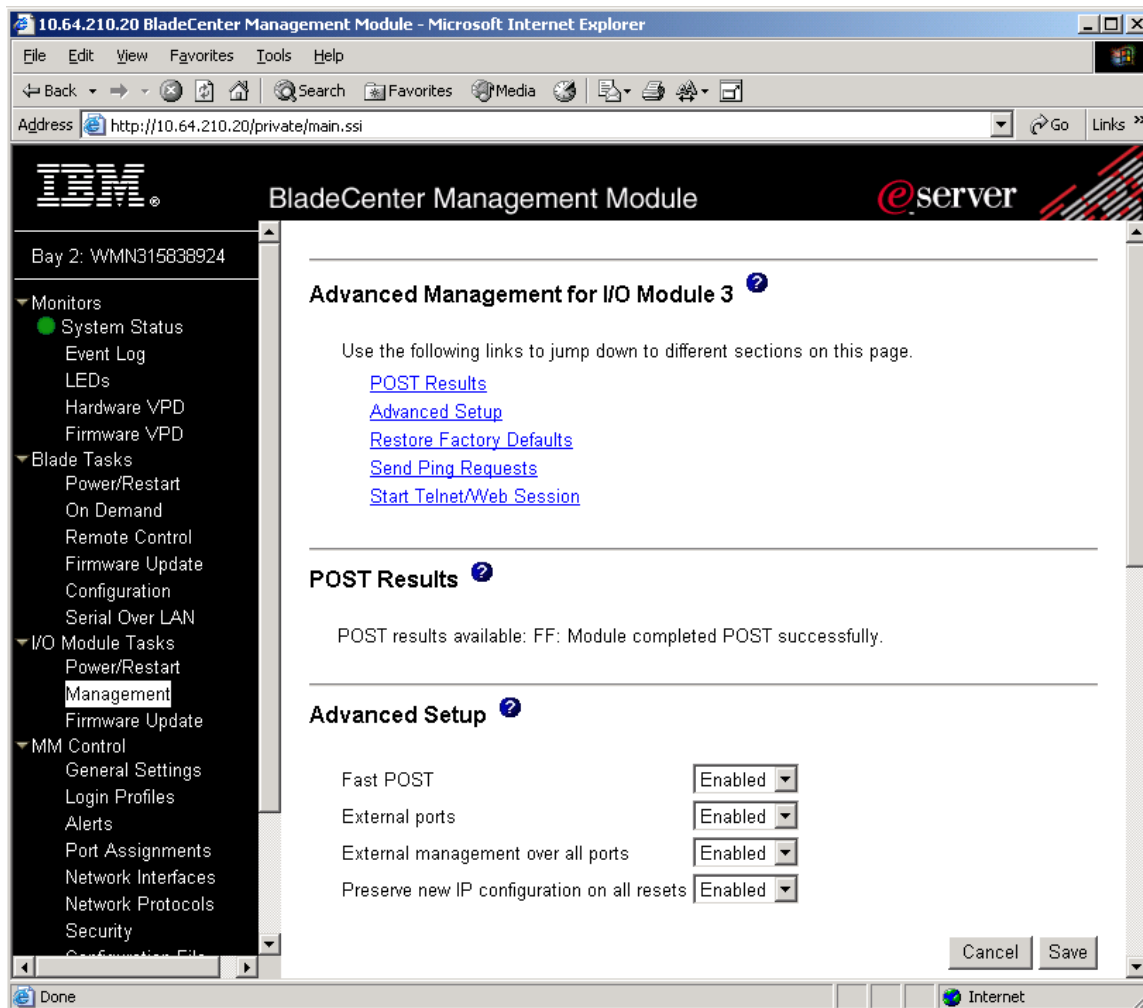 10.64.210.20 BladeCenter Management Module - Microsoft Internet Explorer
File Edit View Favorites Tools Help
Back Search Favorites Media
Address http://10.64.210.20/private/main.ssi Go Links »
IBM® BladeCenter Management Module eserver
Bay 2: WMN315838924
Monitors
System Status
Event Log
LEDs
Hardware VPD
Firmware VPD
Blade Tasks
Power/Restart
On Demand
Remote Control
Firmware Update
Configuration
Serial Over LAN
I/O Module Tasks
Power/Restart
Management
Firmware Update
MM Control
General Settings
Login Profiles
Alerts
Port Assignments
Network Interfaces
Network Protocols
Security
Configuration File
Advanced Management for I/O Module 3 ?
Use the following links to jump down to different sections on this page.
POST Results
Advanced Setup
Restore Factory Defaults
Send Ping Requests
Start Telnet/Web Session
POST Results ?
POST results available: FF: Module completed POST successfully.
Advanced Setup ?
Fast POST Enabled
External ports Enabled
External management over all ports Enabled
Preserve new IP configuration on all resets Enabled
Cancel Save
Done Internet